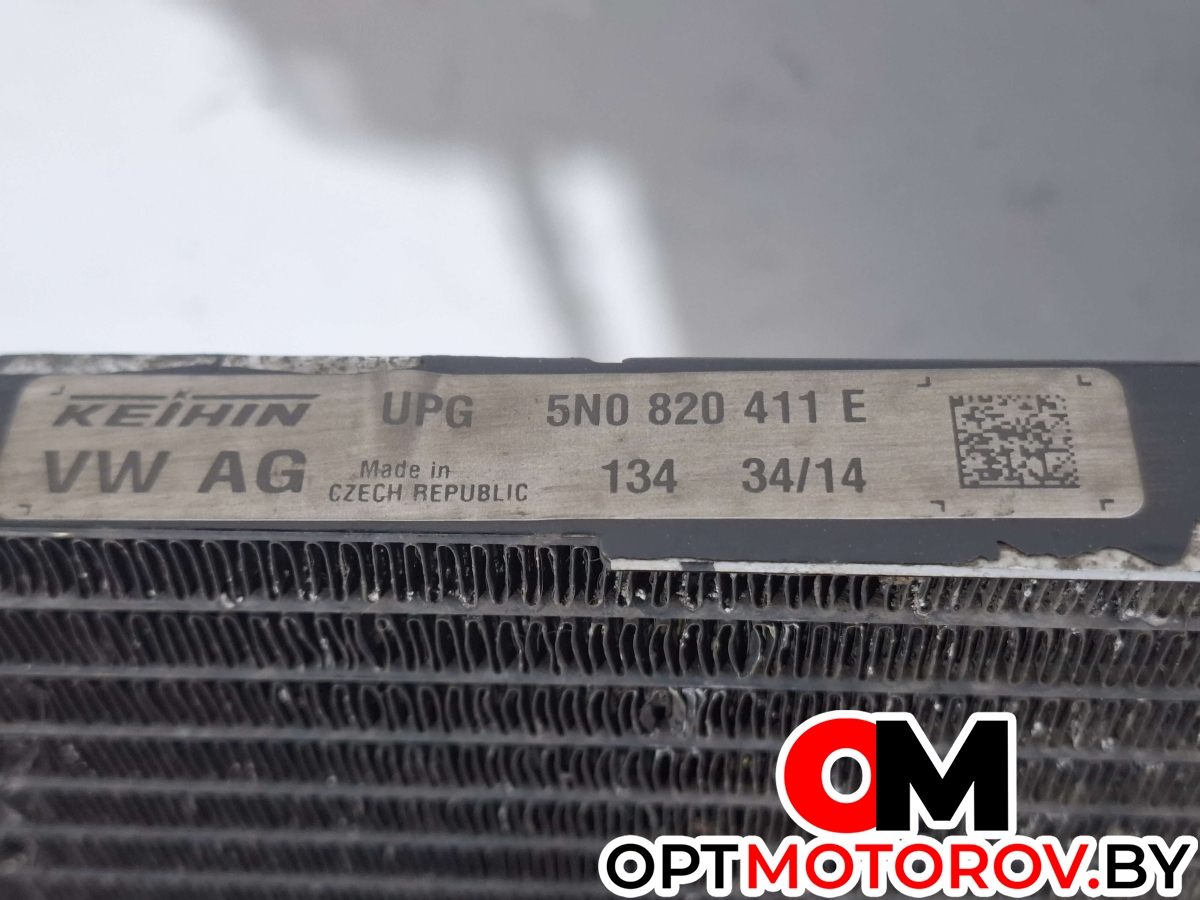 KEIHIN UPG 5N0 820 411 E
VW AG Made in CZECH REPUBLIC 134 34/14
OM
OPTMOTOROV.BY